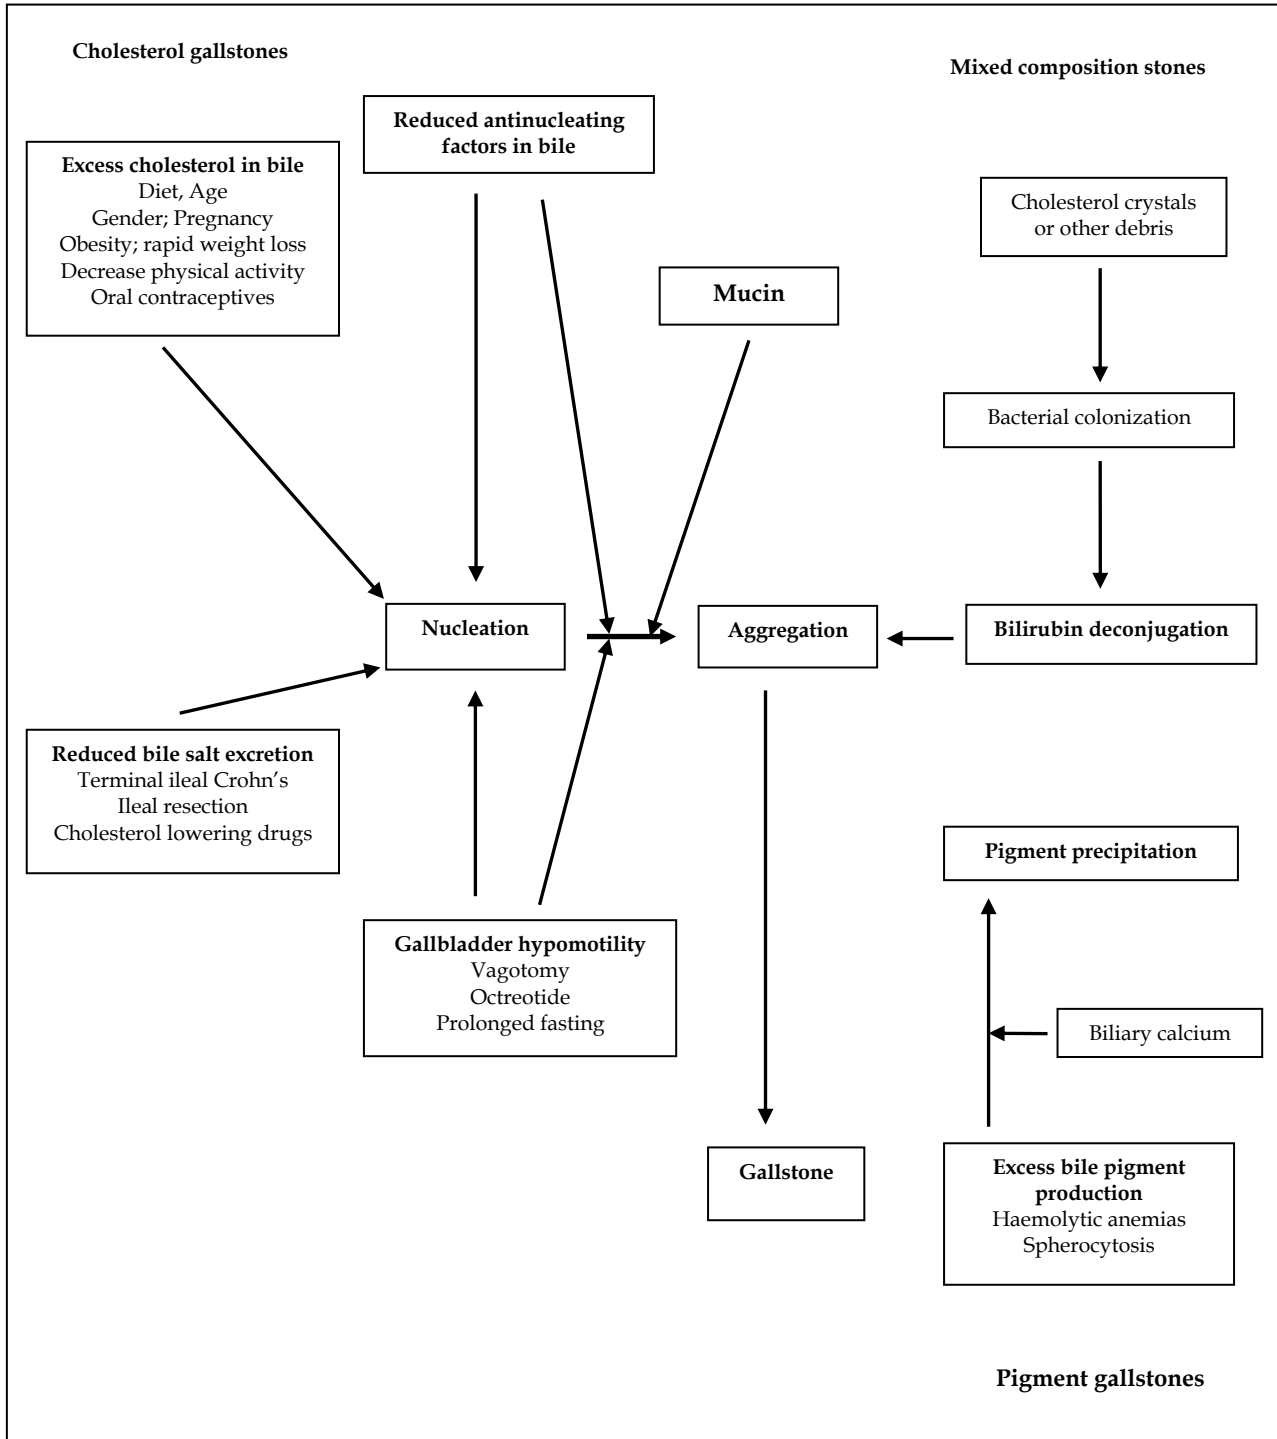 Cholesterol gallstones
Mixed composition stones
Reduced antinucleating
factors in bile
Excess cholesterol in bile
Diet, Age
Gender; Pregnancy
Obesity; rapid weight loss
Decrease physical activity
Oral contraceptives
Cholesterol crystals
or other debris
Mucin
Bacterial colonization
Nucleation
Aggregation
Bilirubin deconjugation
Reduced bile salt excretion
Terminal ileal Crohn's
Ileal resection
Cholesterol lowering drugs
Pigment precipitation
Gallbladder hypomotility
Vagotomy
Octreotide
Prolonged fasting
Biliary calcium
Gallstone
Excess bile pigment
production
Haemolytic anemias
Spherocytosis
Pigment gallstones